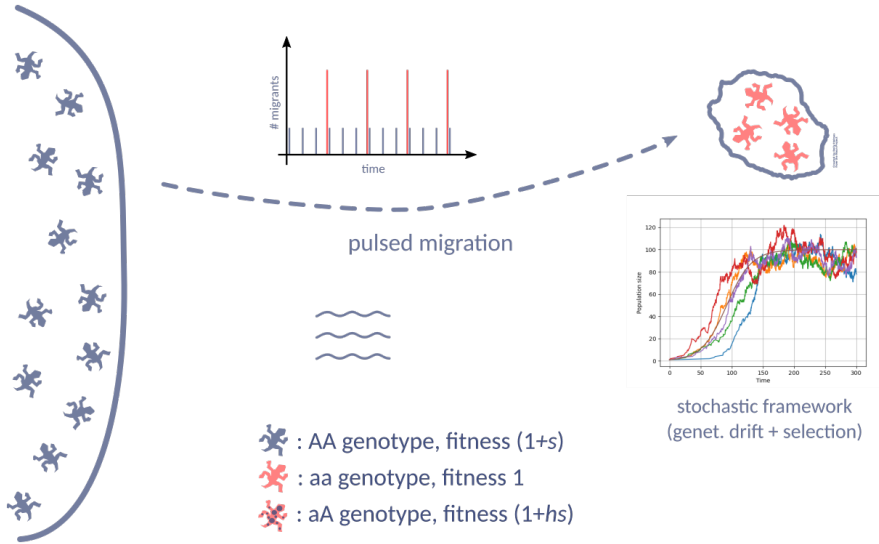 # migrants
time
pulsed migration
Population size
120
100
80
60
40
20
0
0 50 100 150 200 250 300
Time
stochastic framework
(genet. drift + selection)
: AA genotype, fitness (1+s)
: aa genotype, fitness 1
: aA genotype, fitness (1+hs)